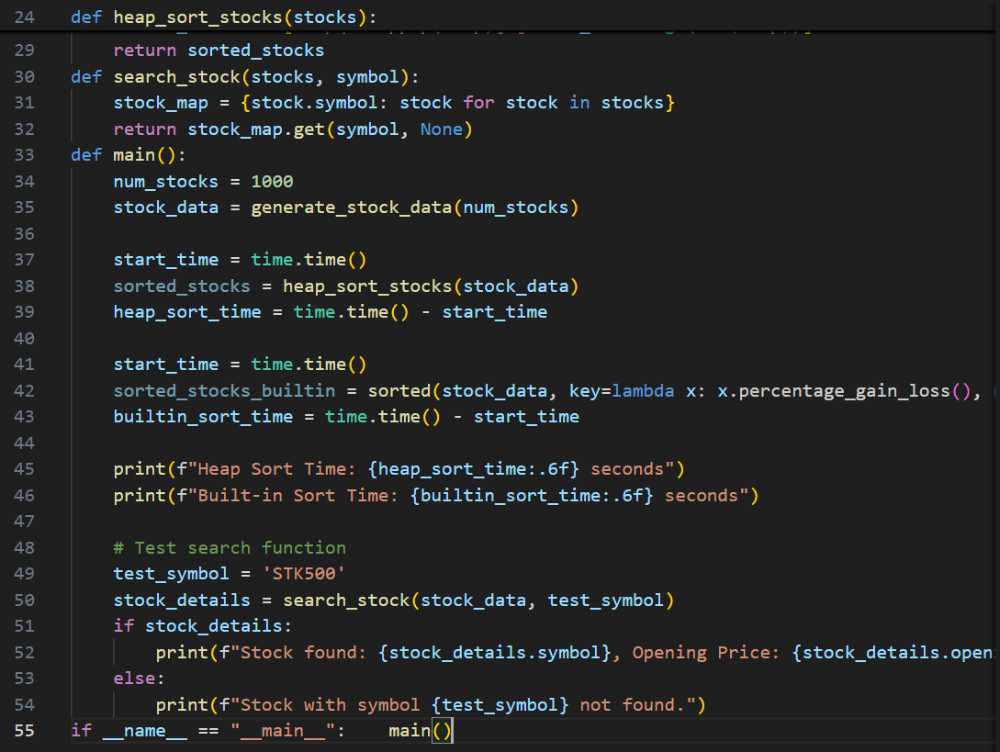 24 def heap_sort_stocks(stocks):
29     return sorted_stocks
30 def search_stock(stocks, symbol):
31     stock_map = {stock.symbol: stock for stock in stocks}
32     return stock_map.get(symbol, None)
33 def main():
34     num_stocks = 1000
35     stock_data = generate_stock_data(num_stocks)
36
37     start_time = time.time()
38     sorted_stocks = heap_sort_stocks(stock_data)
39     heap_sort_time = time.time() - start_time
40
41     start_time = time.time()
42     sorted_stocks_builtin = sorted(stock_data, key=lambda x: x.percentage_gain_loss(),
43     builtin_sort_time = time.time() - start_time
44
45     print(f"Heap Sort Time: {heap_sort_time:.6f} seconds")
46     print(f"Built-in Sort Time: {builtin_sort_time:.6f} seconds")
47
48     # Test search function
49     test_symbol = 'STK500'
50     stock_details = search_stock(stock_data, test_symbol)
51     if stock_details:
52         print(f"Stock found: {stock_details.symbol}, Opening Price: {stock_details.open
53     else:
54         print(f"Stock with symbol {test_symbol} not found.")
55 if __name__ == "__main__":    main()